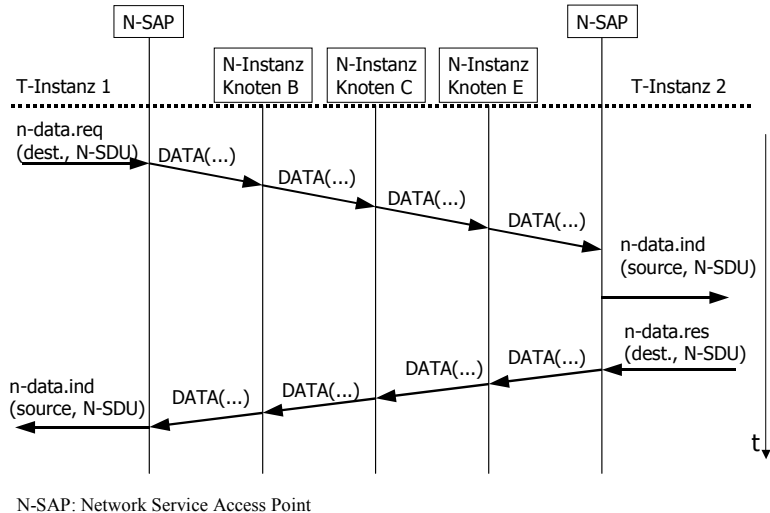 N-SAP
N-SAP
N-Instanz
Knoten B
N-Instanz
Knoten C
N-Instanz
Knoten E
T-Instanz 1
T-Instanz 2
n-data.req
(dest., N-SDU)
DATA(...)
DATA(...)
DATA(...)
DATA(...)
n-data.ind
(source, N-SDU)
n-data.res
(dest., N-SDU)
DATA(...)
DATA(...)
DATA(...)
DATA(...)
n-data.ind
(source, N-SDU)
t
N-SAP: Network Service Access Point